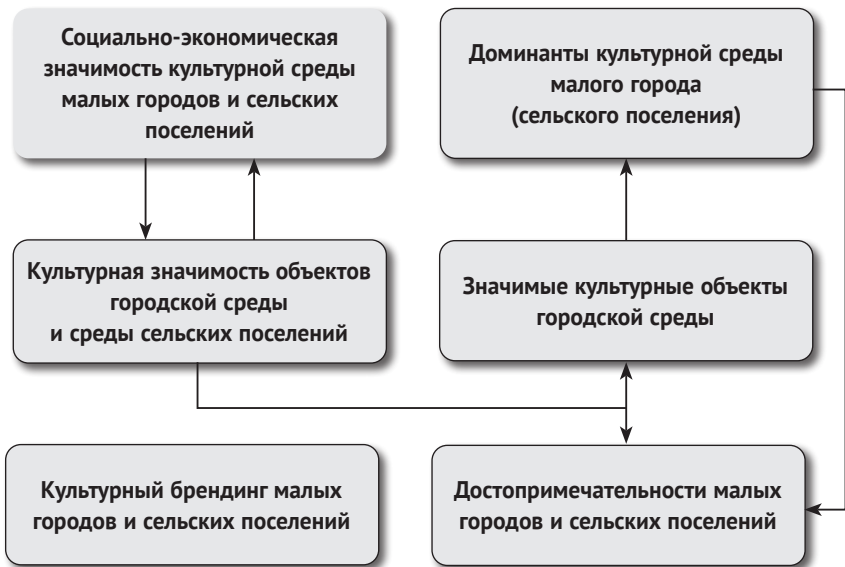 Социально-экономическая
значимость культурной среды
малых городов и сельских
поселений
Доминанты культурной среды
малого города
(сельского поселения)
Культурная значимость объектов
городской среды
и среды сельских поселений
Значимые культурные объекты
городской среды
Культурный брендинг малых
городов и сельских поселений
Достопримечательности малых
городов и сельских поселений